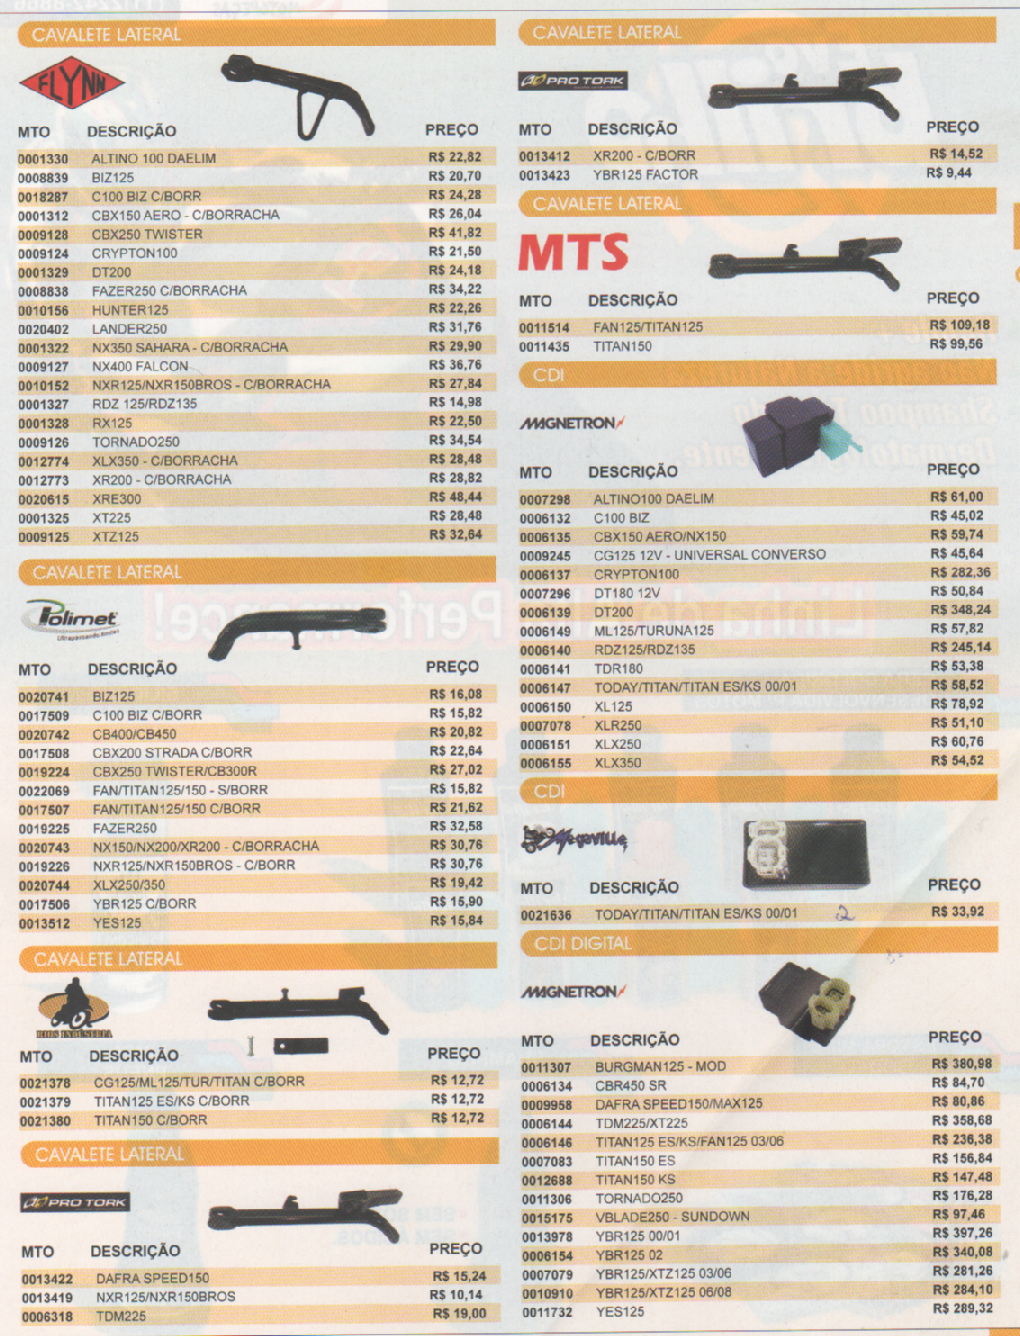 CAVALETE LATERAL
FLYNN
MTO DESCRIÇÃO PREÇO
0001330 ALTINO 100 DAELIM R$ 22,82
0008839 BIZ125 R$ 20,70
0018287 C100 BIZ C/BORR R$ 24,28
0001312 CBX150 AERO - C/BORRACHA R$ 26,04
0009128 CBX250 TWISTER R$ 41,82
0009124 CRYPTON100 R$ 21,50
0001329 DT200 R$ 24,18
0008838 FAZER250 C/BORRACHA R$ 34,22
0010156 HUNTER125 R$ 22,26
0020402 LANDER250 R$ 31,76
0001322 NX350 SAHARA - C/BORRACHA R$ 29,90
0009127 NX400 FALCON R$ 36,76
0010152 NXR125/NXR150BROS - C/BORRACHA R$ 27,84
0001327 RDZ 125/RDZ135 R$ 14,98
0001328 RX125 R$ 22,50
0009126 TORNADO250 R$ 34,54
0012774 XLX350 - C/BORRACHA R$ 28,48
0012773 XR200 - C/BORRACHA R$ 28,82
0020615 XRE300 R$ 48,44
0001325 XT225 R$ 28,48
0009125 XTZ125 R$ 32,64
CAVALETE LATERAL
Polimet
Ultrapassando limites
MTO DESCRIÇÃO PREÇO
0020741 BIZ125 R$ 16,08
0017509 C100 BIZ C/BORR R$ 15,82
0020742 CB400/CB450 R$ 20,82
0017508 CBX200 STRADA C/BORR R$ 22,64
0019224 CBX250 TWISTER/CB300R R$ 27,02
0022069 FAN/TITAN125/150 - S/BORR R$ 15,82
0017507 FAN/TITAN125/150 C/BORR R$ 21,62
0019225 FAZER250 R$ 32,58
0020743 NX150/NX200/XR200 - C/BORRACHA R$ 30,76
0019226 NXR125/NXR150BROS - C/BORR R$ 30,76
0020744 XLX250/350 R$ 19,42
0017506 YBR125 C/BORR R$ 15,90
0013512 YES125 R$ 15,84
CAVALETE LATERAL
RIOS INDUSTRIA
MTO DESCRIÇÃO PREÇO
0021378 CG125/ML125/TUR/TITAN C/BORR R$ 12,72
0021379 TITAN125 ES/KS C/BORR R$ 12,72
0021380 TITAN150 C/BORR R$ 12,72
CAVALETE LATERAL
PRO TORK
MTO DESCRIÇÃO PREÇO
0013422 DAFRA SPEED150 R$ 15,24
0013419 NXR125/NXR150BROS R$ 10,14
0006318 TDM225 R$ 19,00
CAVALETE LATERAL
PRO TORK
MTO DESCRIÇÃO PREÇO
0013412 XR200 - C/BORR R$ 14,52
0013423 YBR125 FACTOR R$ 9,44
CAVALETE LATERAL
MTS
MTO DESCRIÇÃO PREÇO
0011514 FAN125/TITAN125 R$ 109,18
0011435 TITAN150 R$ 99,56
CDI
MAGNETRON
MTO DESCRIÇÃO PREÇO
0007298 ALTINO100 DAELIM R$ 61,00
0006132 C100 BIZ R$ 45,02
0006135 CBX150 AERO/NX150 R$ 59,74
0009245 CG125 12V - UNIVERSAL CONVERSO R$ 45,64
0006137 CRYPTON100 R$ 282,36
0007296 DT180 12V R$ 50,84
0006139 DT200 R$ 348,24
0006149 ML125/TURUNA125 R$ 57,82
0006140 RDZ125/RDZ135 R$ 245,14
0006141 TDR180 R$ 53,38
0006147 TODAY/TITAN/TITAN ES/KS 00/01 R$ 58,52
0006150 XL125 R$ 78,92
0007078 XLR250 R$ 51,10
0006151 XLX250 R$ 60,76
0006155 XLX350 R$ 54,52
CDI
MTO DESCRIÇÃO PREÇO
0021636 TODAY/TITAN/TITAN ES/KS 00/01 2 R$ 33,92
CDI DIGITAL
MAGNETRON
MTO DESCRIÇÃO PREÇO
0011307 BURGMAN125 - MOD R$ 380,98
0006134 CBR450 SR R$ 84,70
0009958 DAFRA SPEED150/MAX125 R$ 80,86
0006144 TDM225/XT225 R$ 358,68
0006146 TITAN125 ES/KS/FAN125 03/06 R$ 236,38
0007083 TITAN150 ES R$ 156,84
0012688 TITAN150 KS R$ 147,48
0011306 TORNADO250 R$ 176,28
0015175 VBLADE250 - SUNDOWN R$ 97,46
0013978 YBR125 00/01 R$ 397,26
0006154 YBR125 02 R$ 340,08
0007079 YBR125/XTZ125 03/06 R$ 281,26
0010910 YBR125/XTZ125 06/08 R$ 284,10
0011732 YES125 R$ 289,32